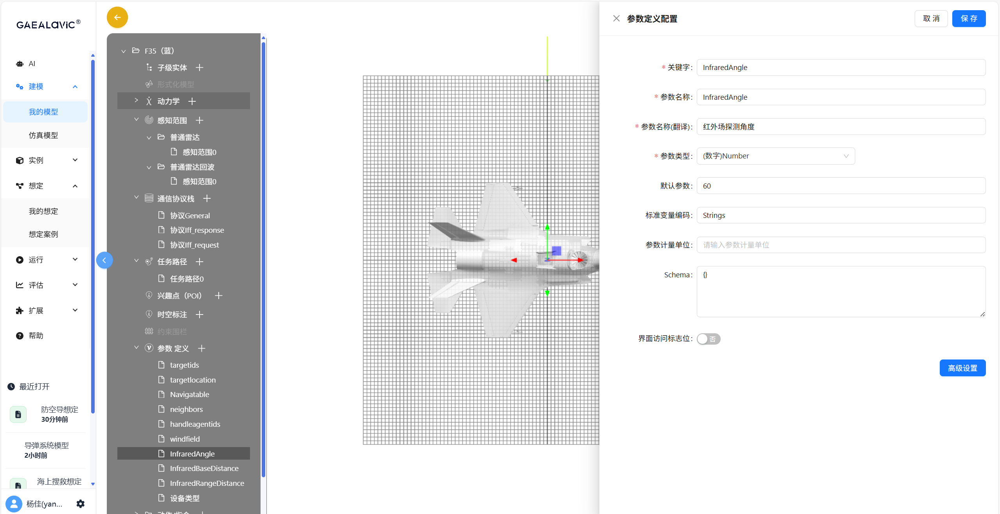 GAEALAVIC®
AI
建模
我的模型
仿真模型
实例
想定
我的想定
想定案例
运行
评估
扩展
帮助
最近打开
防空导想定
30分钟前
导弹系统模型
2小时前
海上搜救想定
杨佳(yan...
F35（蓝）
子级实体
形式化模型
动力学
感知范围
普通雷达
感知范围0
普通雷达回波
感知范围0
通信协议栈
协议General
协议Iff_response
协议Iff_request
任务路径
任务路径0
兴趣点（POI）
时空标注
约束围栏
参数 定义
targetids
targetlocation
Navigatable
neighbors
handleagentids
windfield
InfraredAngle
InfraredBaseDistance
InfraredRangeDistance
设备类型
参数定义配置
取 消
保 存
* 关键字: InfraredAngle
* 参数名称: InfraredAngle
* 参数名称(翻译): 红外场探测角度
* 参数类型: (数字)Number
默认参数: 60
标准变量编码: Strings
参数计量单位: 请输入参数计量单位
Schema: {}
界面访问标志位: 否
高级设置